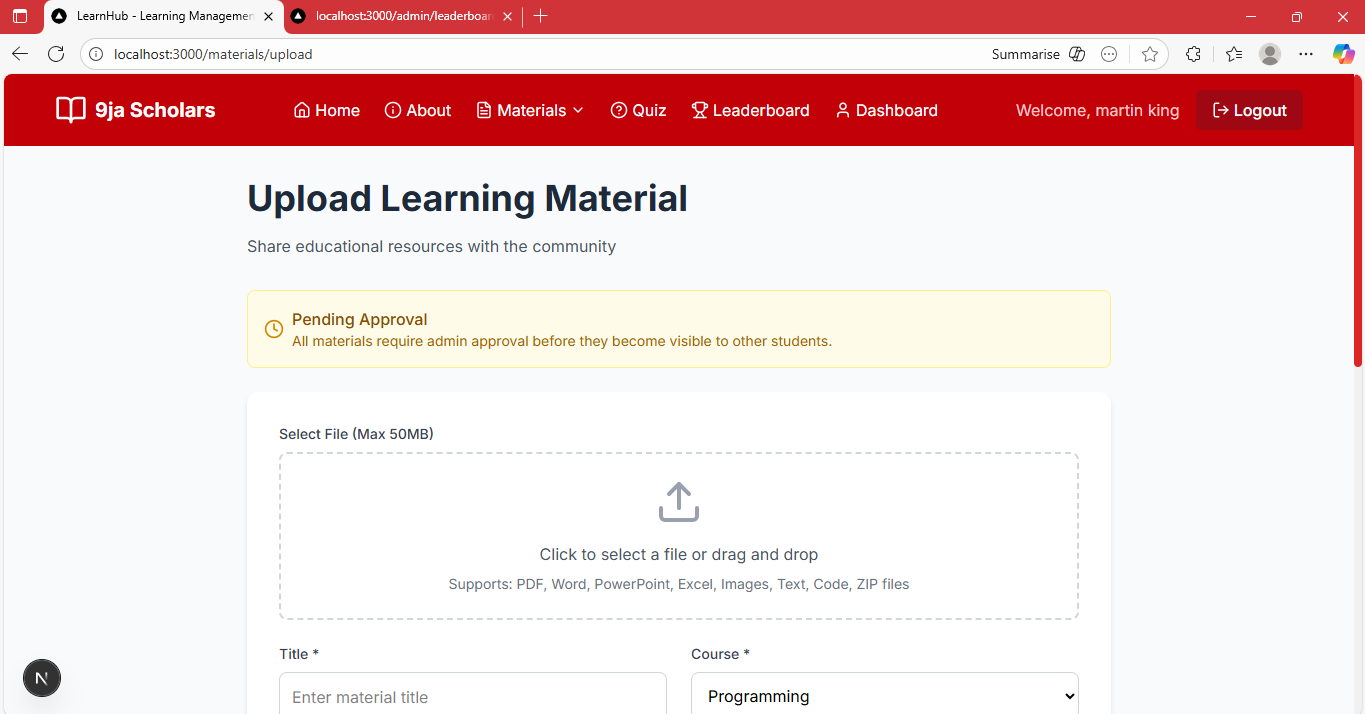 LearnHub - Learning Managemen
localhost:3000/admin/leaderboar
localhost:3000/materials/upload
Summarise
9ja Scholars
Home
About
Materials
Quiz
Leaderboard
Dashboard
Welcome, martin king
Logout
Upload Learning Material
Share educational resources with the community
Pending Approval
All materials require admin approval before they become visible to other students.
Select File (Max 50MB)
Click to select a file or drag and drop
Supports: PDF, Word, PowerPoint, Excel, Images, Text, Code, ZIP files
Title *
Course *
Enter material title
Programming
N